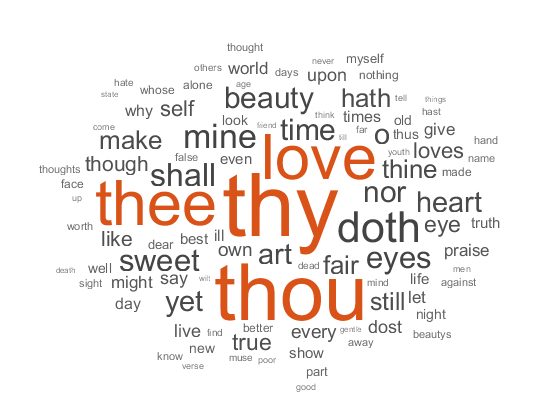 thought
never myself
others world days upon nothing
hate whose alone age
state beauty hath tell things
why self look friend think times hast
come make mine time far o thus old give
false even love till youth loves hand
thoughts though shall thine made name
face up thee thy nor heart
worth like dear best ill doth eye truth
own art
death well sweet dead fair eyes praise
sight might say wilt thou mind life men against
day yet still let
night
live find better every gentle dost beautys
know new true away
verse muse poor show
part
good